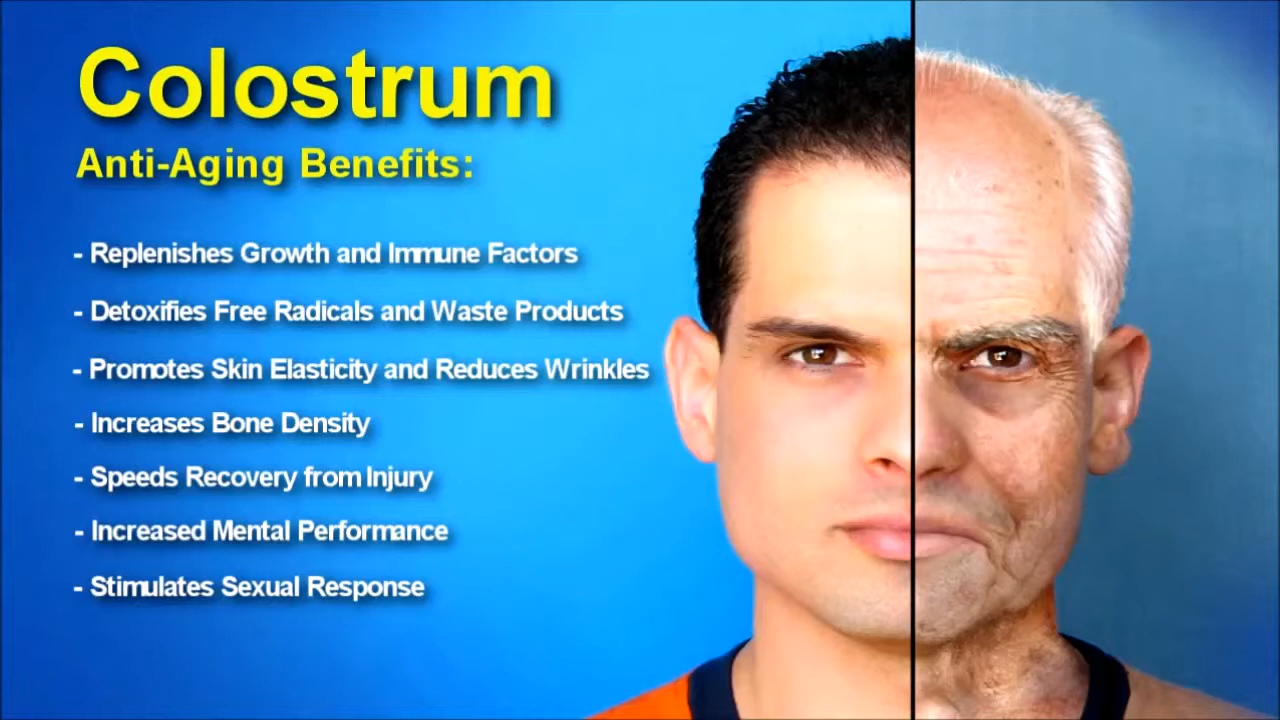 Colostrum
Anti-Aging Benefits:
- Replenishes Growth and Immune Factors
- Detoxifies Free Radicals and Waste Products
- Promotes Skin Elasticity and Reduces Wrinkles
- Increases Bone Density
- Speeds Recovery from Injury
- Increased Mental Performance
- Stimulates Sexual Response